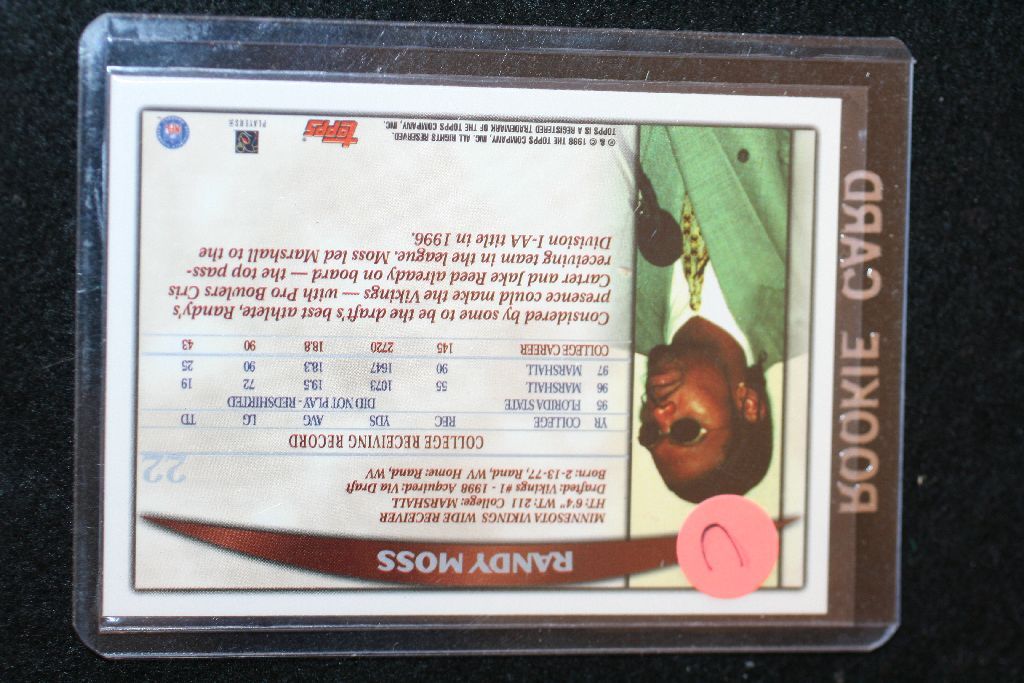 RANDY MOSS
MINNESOTA VIKINGS WIDE RECEIVER
HT: 6'4" WT: 211 College: MARSHALL
Drafted: Vikings #1 - 1998 Acquired: Via Draft
Born: 2-13-77, Rand, WV Home: Rand, WV
22
COLLEGE RECEIVING RECORD
YR COLLEGE REC YDS AVG LG TD
95 FLORIDA STATE DID NOT PLAY - REDSHIRTED
96 MARSHALL 55 1073 19.5 72 19
97 MARSHALL 90 1647 18.3 90 25
COLLEGE CAREER 145 2720 18.8 90 43
Considered by some to be the draft's best athlete, Randy's
presence could make the Vikings — with Pro Bowlers Cris
Carter and Jake Reed already on board — the top pass-
receiving team in the league. Moss led Marshall to the
Division I-AA title in 1996.
® & © 1998 THE TOPPS COMPANY, INC. ALL RIGHTS RESERVED.
TOPPS IS A REGISTERED TRADEMARK OF THE TOPPS COMPANY, INC.
TOPPS
PLAYERS
NFL
ROOKIE CARD